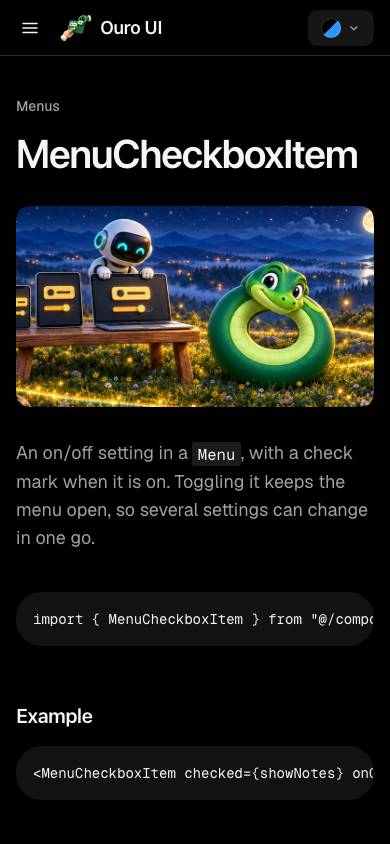 Ouro UI
Menus
MenuCheckboxItem
An on/off setting in a Menu, with a check
mark when it is on. Toggling it keeps the
menu open, so several settings can change
in one go.
import { MenuCheckboxItem } from "@/compo
Example
<MenuCheckboxItem checked={showNotes} onC